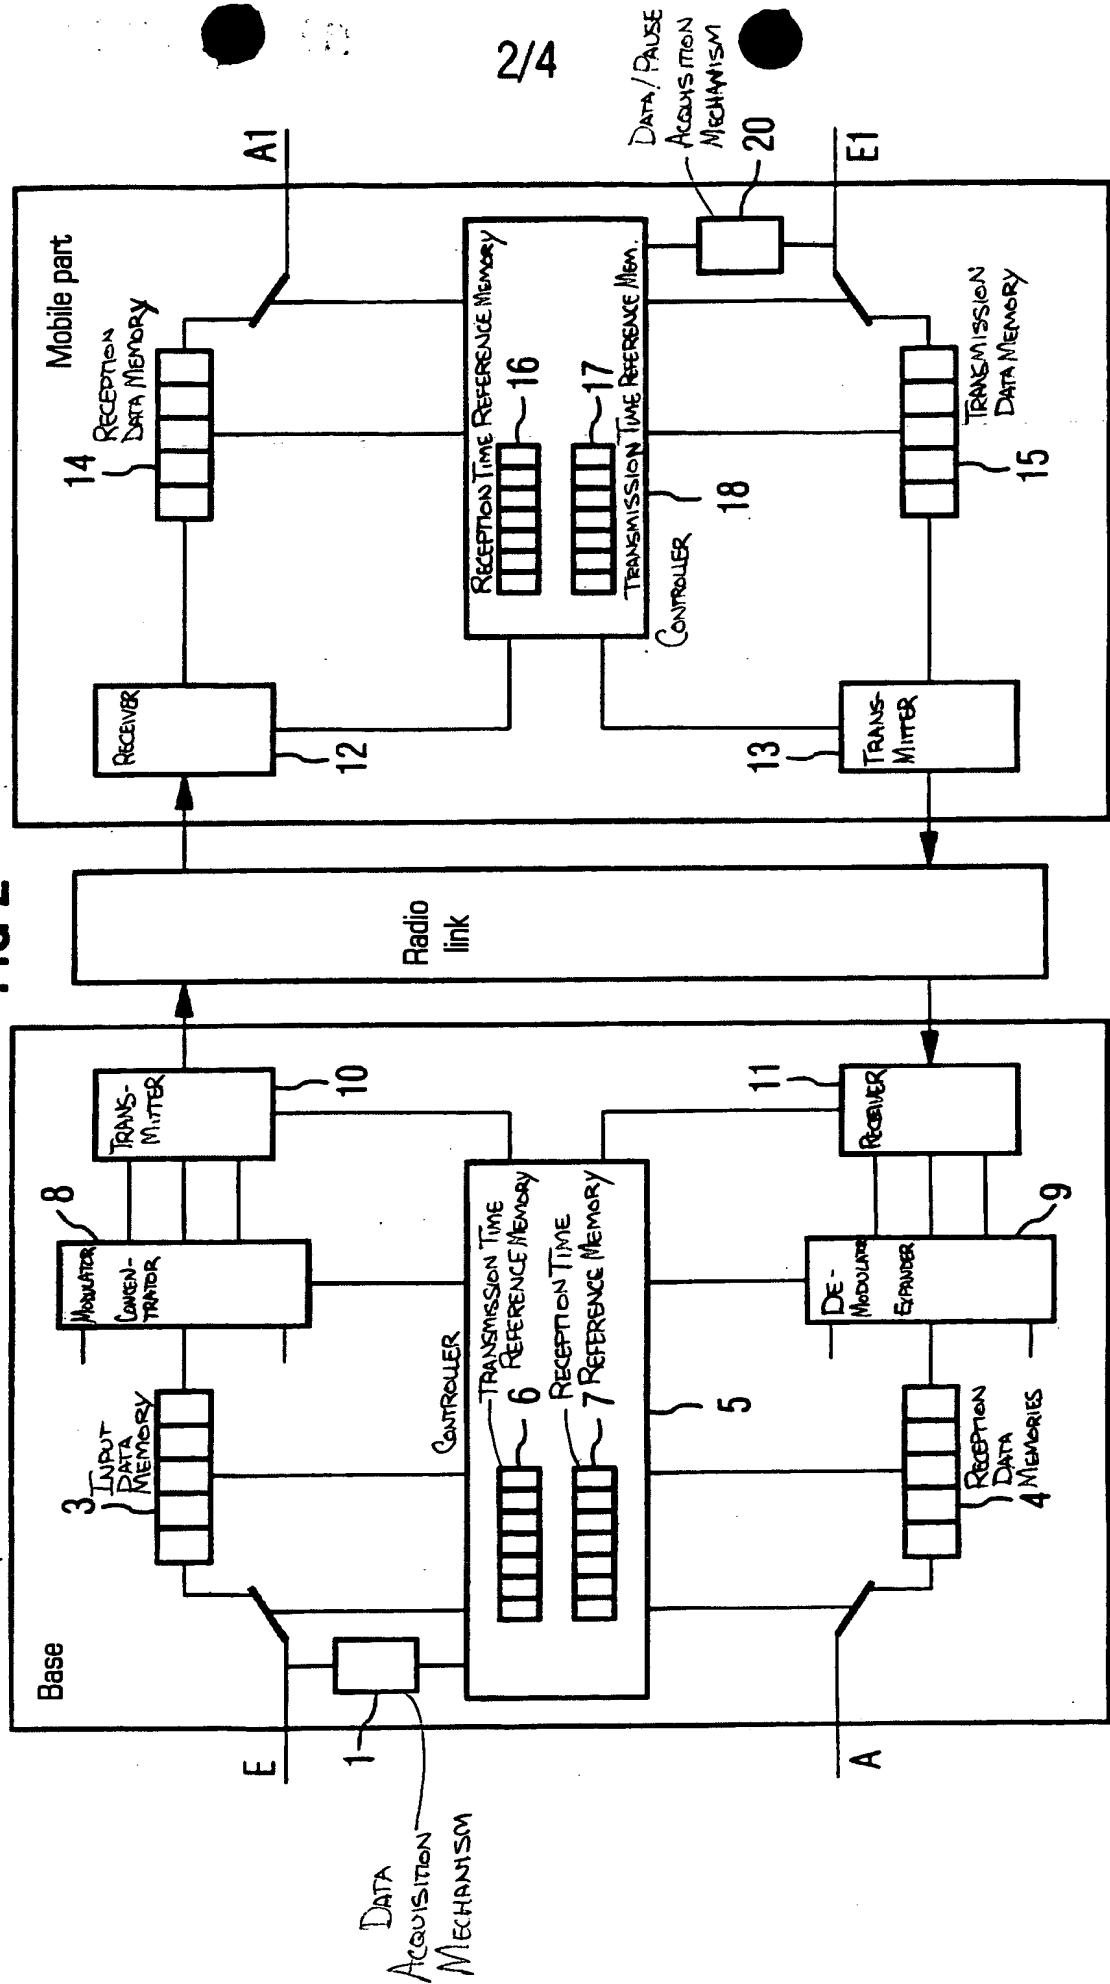 2/4
FIG 2
Base
E
1
DATA
ACQUISITION
MECHANISM
3
INPUT
DATA
MEMORY
8
MODULATOR
CONCEN-
TRATOR
TRANS-
MITTER
10
CONTROLLER
TRANSMISSION TIME
REFERENCE MEMORY
6
RECEPTION TIME
REFERENCE MEMORY
7
5
A
RECEPTION
DATA
MEMORIES
4
DE-
MODULATOR
EXPANDER
9
RECEIVER
11
Radio
link
Mobile part
RECEIVER
12
14
RECEPTION
DATA MEMORY
A1
RECEPTION TIME REFERENCE MEMORY
16
17
TRANSMISSION TIME REFERENCE MEM.
CONTROLLER
18
TRANS-
MITTER
13
15
TRANSMISSION
DATA MEMORY
DATA/PAUSE
ACQUISITION
MECHANISM
20
E1